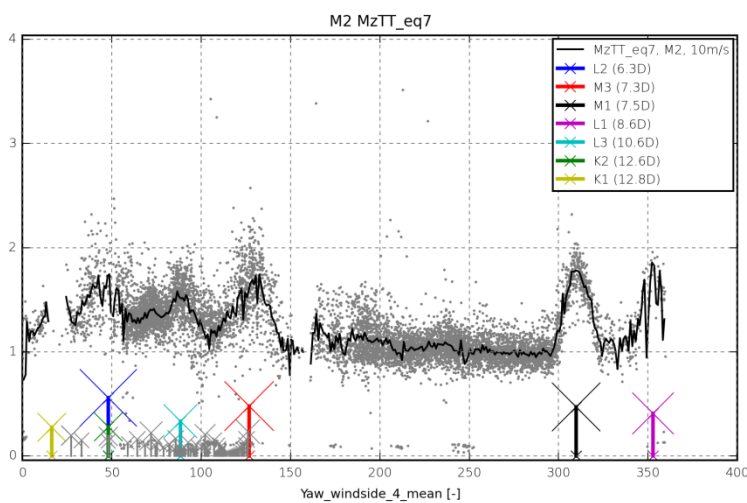 M2 MzTT_eq7
4
3
2
1
0
MzTT_eq7, M2, 10m/s
L2 (6.3D)
M3 (7.3D)
M1 (7.5D)
L1 (8.6D)
L3 (10.6D)
K2 (12.6D)
K1 (12.8D)
0 50 100 150 200 250 300 350 400
Yaw_windside_4_mean [-]